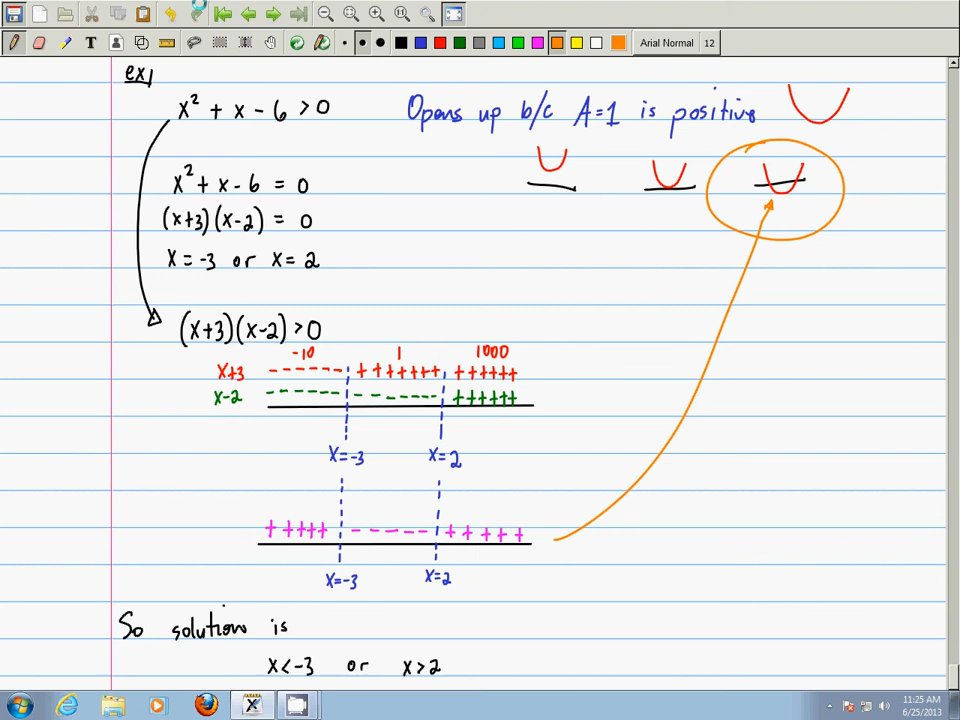 Arial Normal 12
ex1
x² + x - 6 > 0
Opens up b/c A=1 is positive
x² + x - 6 = 0
(x+3)(x-2) = 0
x = -3 or x = 2
(x+3)(x-2) > 0
-10 1 1000
x+3 ------- +++++++ ++++++
x-2 ------- -------- ++++++
x=-3 x=2
+++++ ------ +++++
x=-3 x=2
So solution is
x<-3 or x>2
11:25 AM
6/25/2013